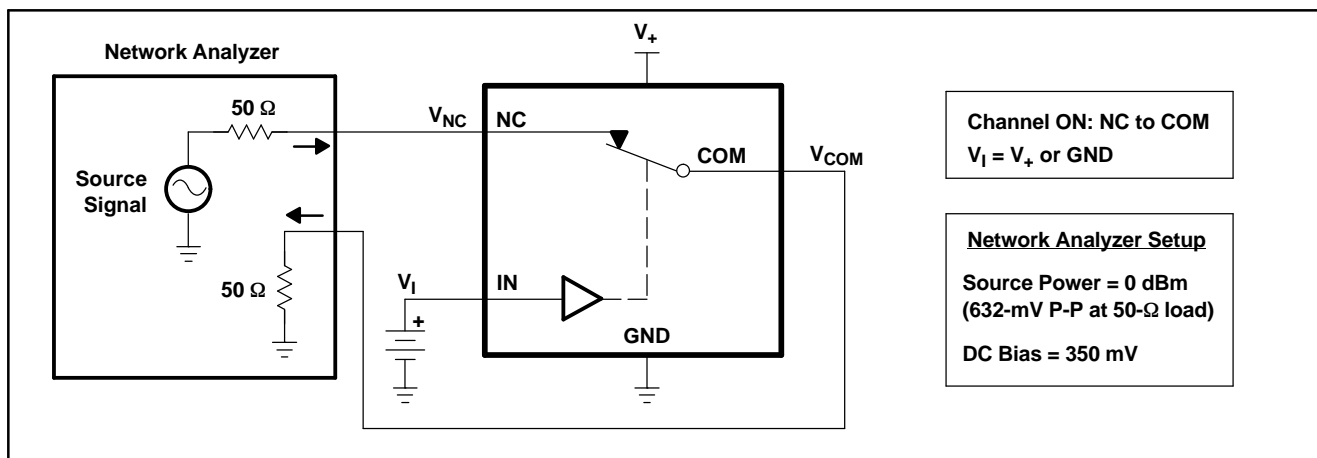 Network Analyzer
50 Ω
Source
Signal
50 Ω
V+
VNC
NC
COM
VCOM
VI
IN
+
GND
Channel ON: NC to COM
VI = V+ or GND
Network Analyzer Setup
Source Power = 0 dBm
(632-mV P-P at 50-Ω load)
DC Bias = 350 mV